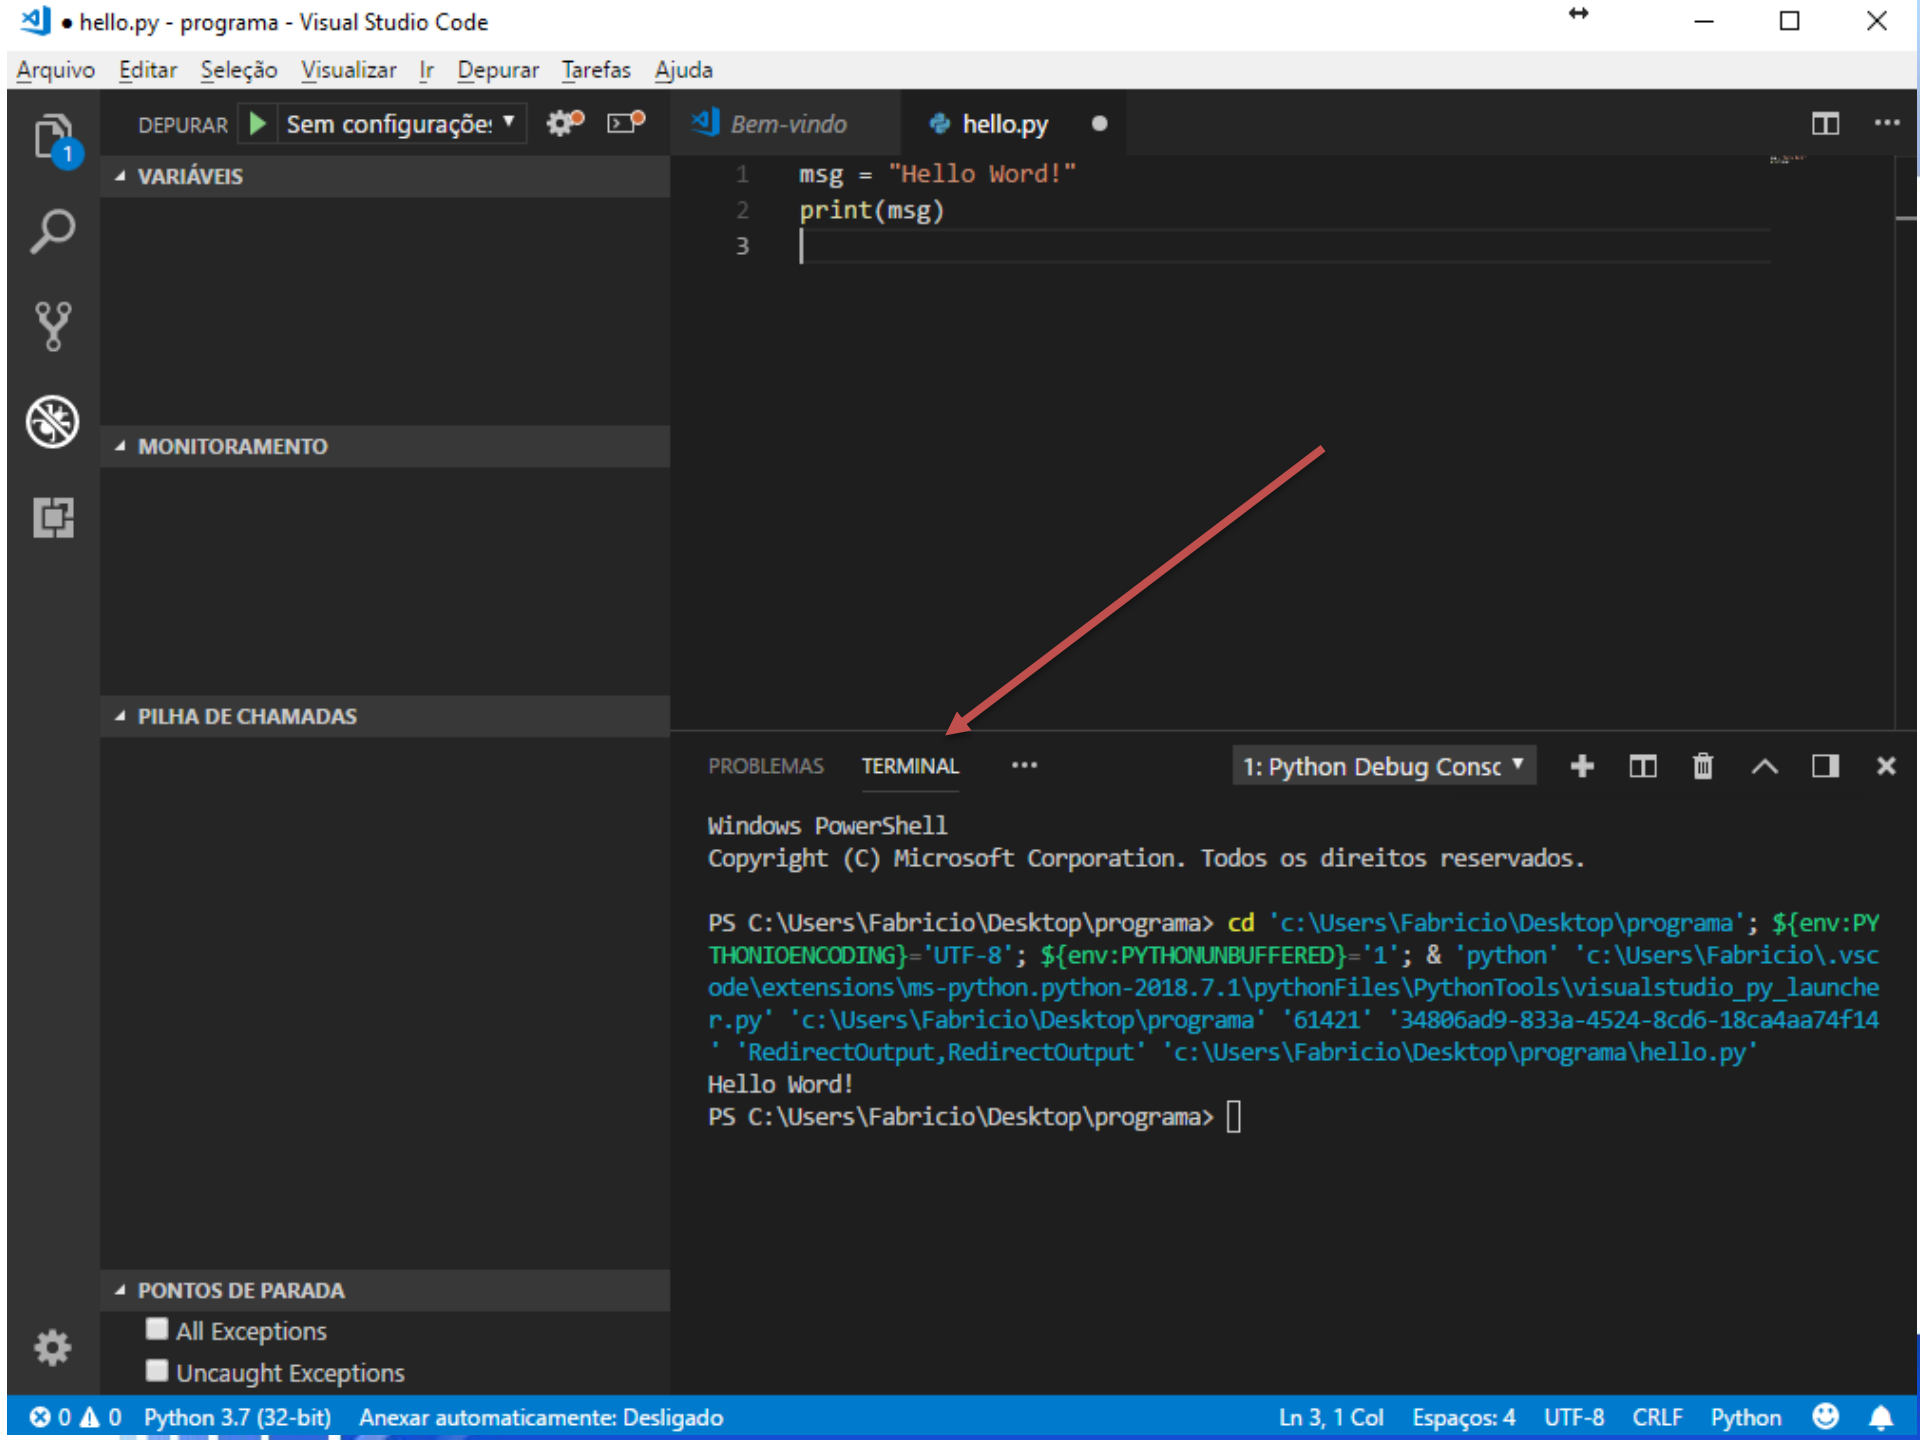 ● hello.py - programa - Visual Studio Code
Arquivo Editar Seleção Visualizar Ir Depurar Tarefas Ajuda
1
DEPURAR Sem configurações
Bem-vindo hello.py
VARIÁVEIS
1 msg = "Hello Word!"
2 print(msg)
3
MONITORAMENTO
PILHA DE CHAMADAS
PROBLEMAS TERMINAL ··· 1: Python Debug Consc
Windows PowerShell
Copyright (C) Microsoft Corporation. Todos os direitos reservados.
PS C:\Users\Fabricio\Desktop\programa> cd 'c:\Users\Fabricio\Desktop\programa'; ${env:PY
THONIOENCODING}='UTF-8'; ${env:PYTHONUNBUFFERED}='1'; & 'python' 'c:\Users\Fabricio\.vsc
ode\extensions\ms-python.python-2018.7.1\pythonFiles\PythonTools\visualstudio_py_launche
r.py' 'c:\Users\Fabricio\Desktop\programa' '61421' '34806ad9-833a-4524-8cd6-18ca4aa74f14
' 'RedirectOutput,RedirectOutput' 'c:\Users\Fabricio\Desktop\programa\hello.py'
Hello Word!
PS C:\Users\Fabricio\Desktop\programa>
PONTOS DE PARADA
All Exceptions
Uncaught Exceptions
0 0 Python 3.7 (32-bit) Anexar automaticamente: Desligado Ln 3, 1 Col Espaços: 4 UTF-8 CRLF Python